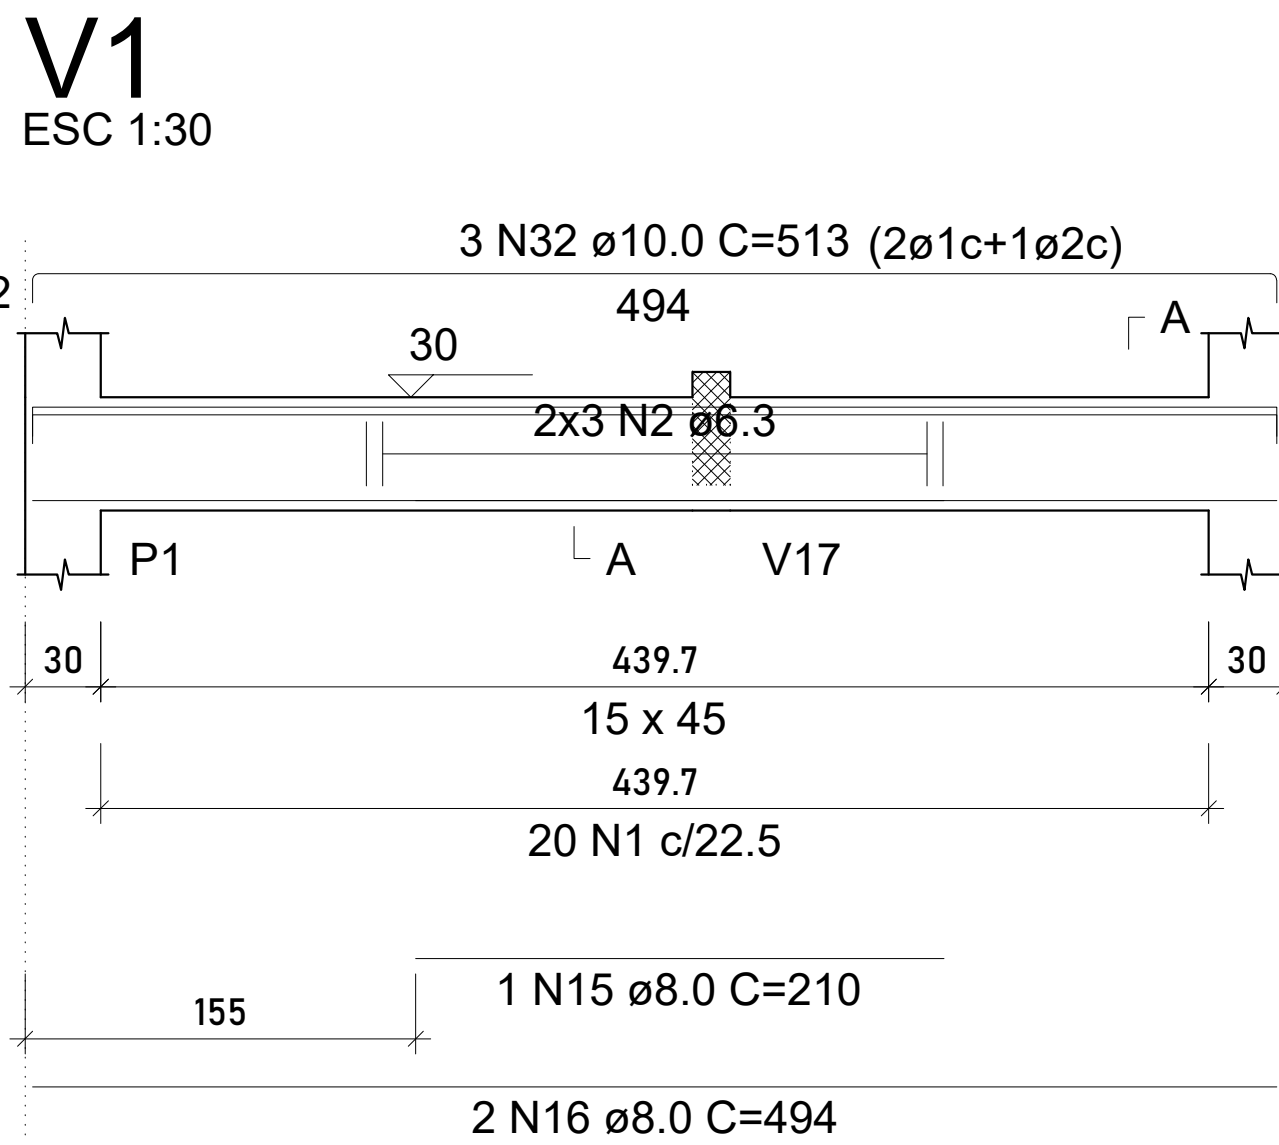 V1
ESC 1:30
3 N32 ø10.0 C=513 (2ø1c+1ø2c)
2
494
A
30
2x3 N2 ø6.3
P1
A
V17
30
439.7
30
15 x 45
439.7
20 N1 c/22.5
1 N15 ø8.0 C=210
155
2 N16 ø8.0 C=494